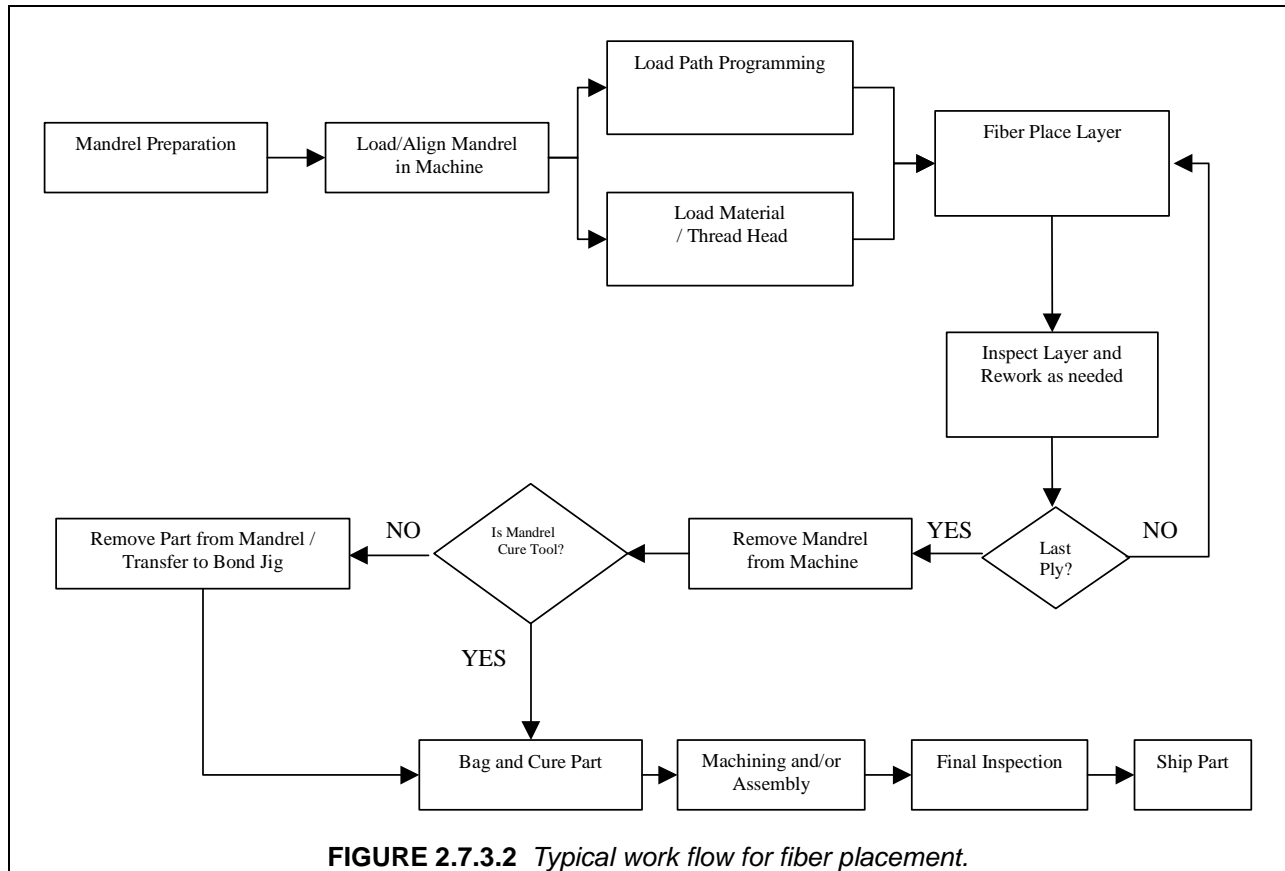 Load Path Programming
Mandrel Preparation
Load/Align Mandrel
in Machine
Fiber Place Layer
Load Material
/ Thread Head
Inspect Layer and
Rework as needed
Last
Ply?
YES
NO
Remove Mandrel
from Machine
Is Mandrel
Cure Tool?
NO
YES
Remove Part from Mandrel /
Transfer to Bond Jig
Bag and Cure Part
Machining and/or
Assembly
Final Inspection
Ship Part
FIGURE 2.7.3.2 Typical work flow for fiber placement.